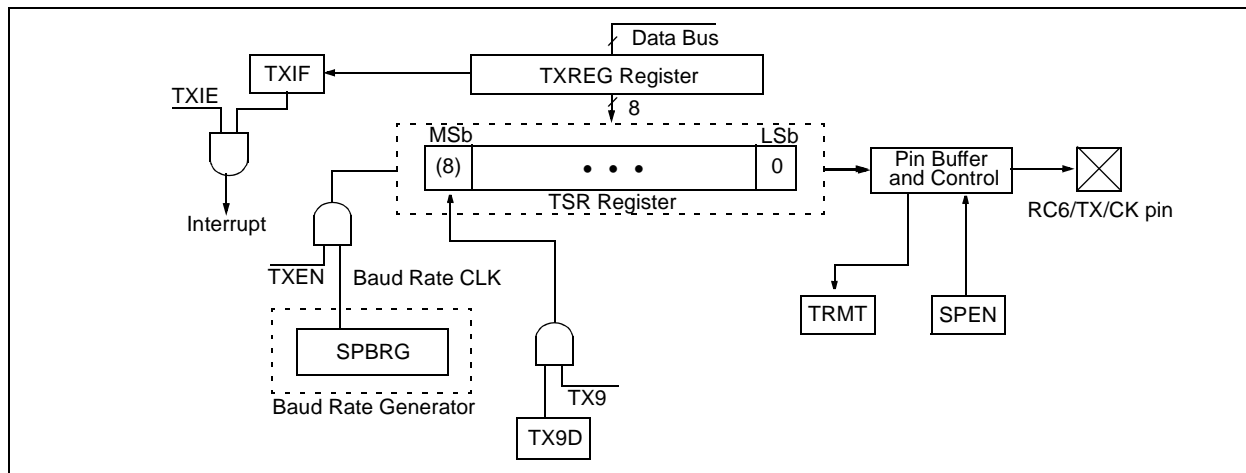 Data Bus
TXIF
TXREG Register
TXIE
8
MSb
LSb
(8)
• • •
0
Pin Buffer
and Control
TSR Register
Interrupt
RC6/TX/CK pin
TXEN
Baud Rate CLK
TRMT
SPEN
SPBRG
TX9
Baud Rate Generator
TX9D